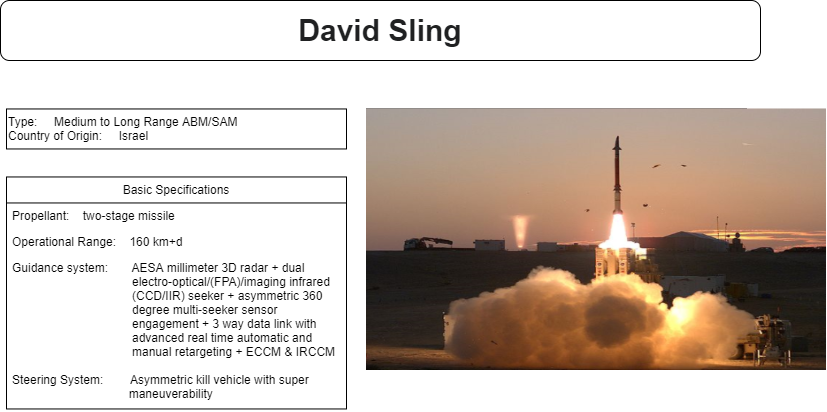 David Sling
Type: Medium to Long Range ABM/SAM
Country of Origin: Israel
Basic Specifications
Propellant: two-stage missile
Operational Range: 160 km+d
Guidance system: AESA millimeter 3D radar + dual
electro-optical/(FPA)/imaging infrared
(CCD/IIR) seeker + asymmetric 360
degree multi-seeker sensor
engagement + 3 way data link with
advanced real time automatic and
manual retargeting + ECCM & IRCCM
Steering System: Asymmetric kill vehicle with super
maneuverability